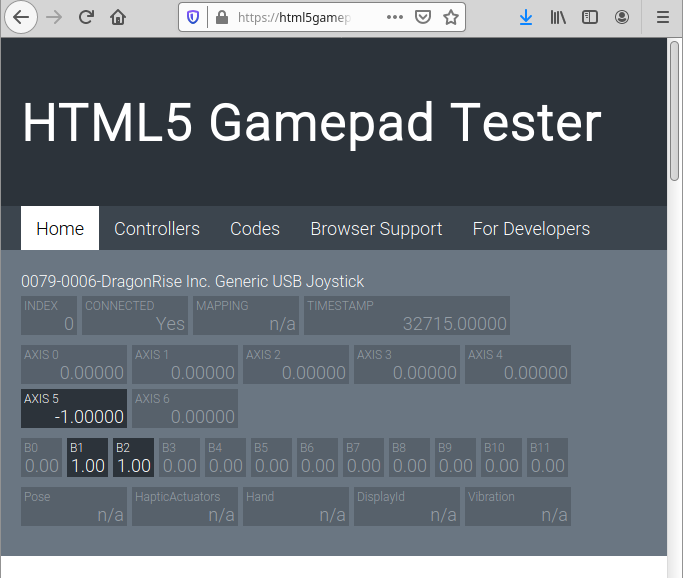 https://html5gamep
HTML5 Gamepad Tester
Home Controllers Codes Browser Support For Developers
0079-0006-DragonRise Inc. Generic USB Joystick
INDEX CONNECTED MAPPING TIMESTAMP
0 Yes n/a 32715.00000
AXIS 0 AXIS 1 AXIS 2 AXIS 3 AXIS 4
0.00000 0.00000 0.00000 0.00000 0.00000
AXIS 5 AXIS 6
-1.00000 0.00000
B0 B1 B2 B3 B4 B5 B6 B7 B8 B9 B10 B11
0.00 1.00 1.00 0.00 0.00 0.00 0.00 0.00 0.00 0.00 0.00 0.00
Pose HapticActuators Hand DisplayId Vibration
n/a n/a n/a n/a n/a